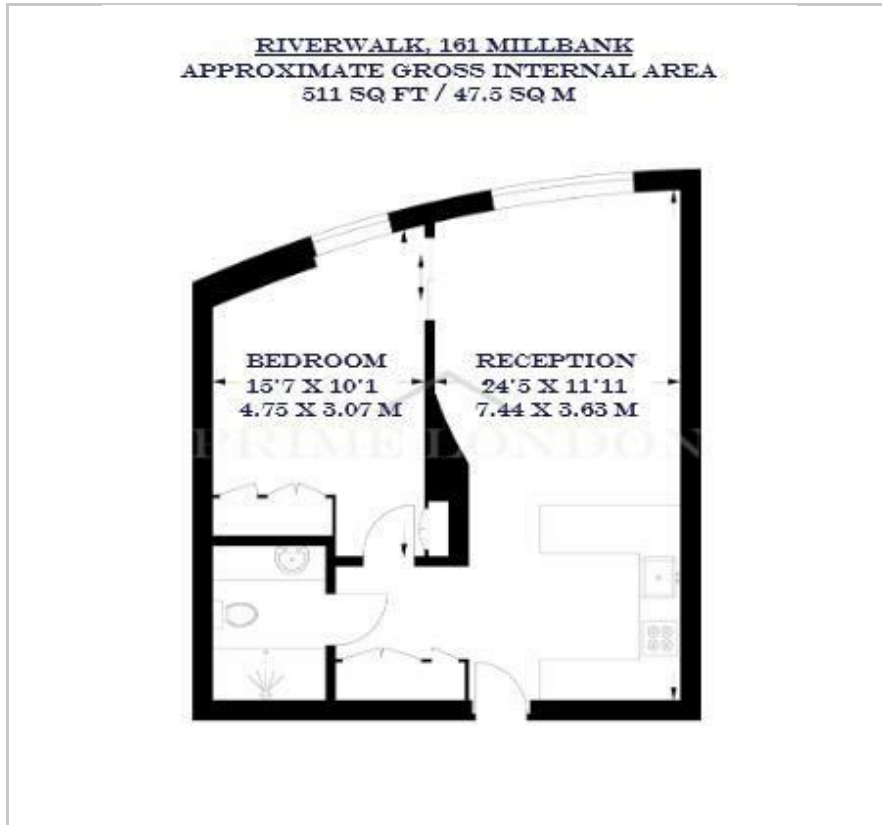 RIVERWALK, 161 MILLBANK
APPROXIMATE GROSS INTERNAL AREA
511 SQ FT / 47.5 SQ M
BEDROOM
15'7 X 10'1
4.75 X 3.07 M
RECEPTION
24'5 X 11'11
7.44 X 3.63 M
PRIME LONDON